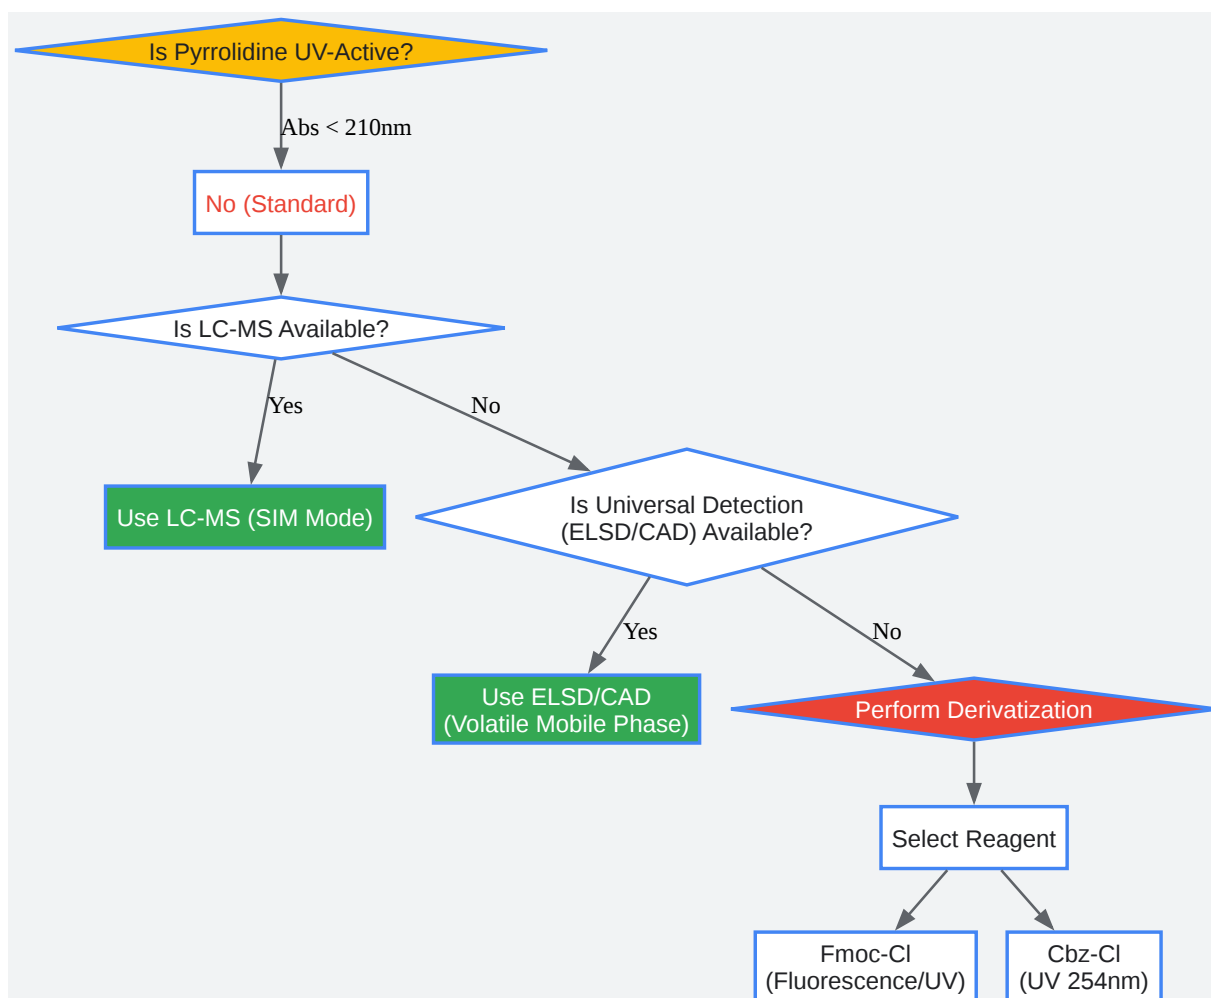 Is Pyrrolidine UV-Active?
Abs < 210nm
No (Standard)
Is LC-MS Available?
Yes
No
Use LC-MS (SIM Mode)
Is Universal Detection
(ELSD/CAD) Available?
Yes
No
Use ELSD/CAD
(Volatile Mobile Phase)
Perform Derivatization
Select Reagent
Fmoc-Cl
(Fluorescence/UV)
Cbz-Cl
(UV 254nm)